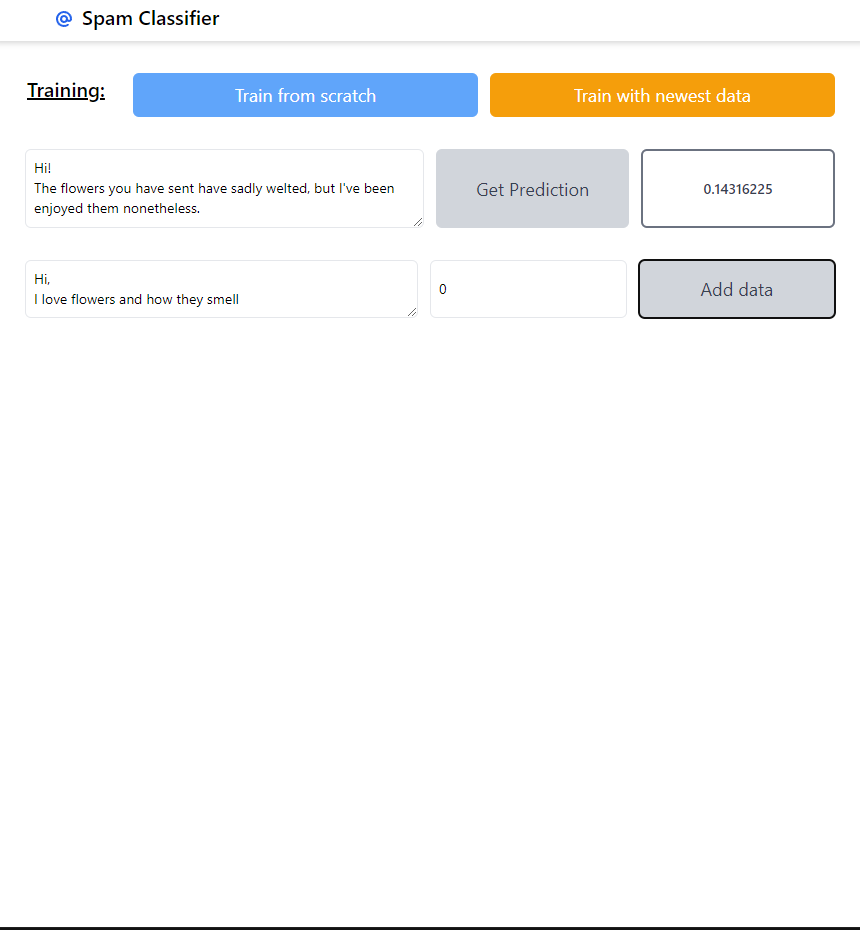 @ Spam Classifier
Training:
Train from scratch
Train with newest data
Hi!
The flowers you have sent have sadly welted, but I've been
enjoyed them nonetheless.
Get Prediction
0.14316225
Hi,
I love flowers and how they smell
0
Add data